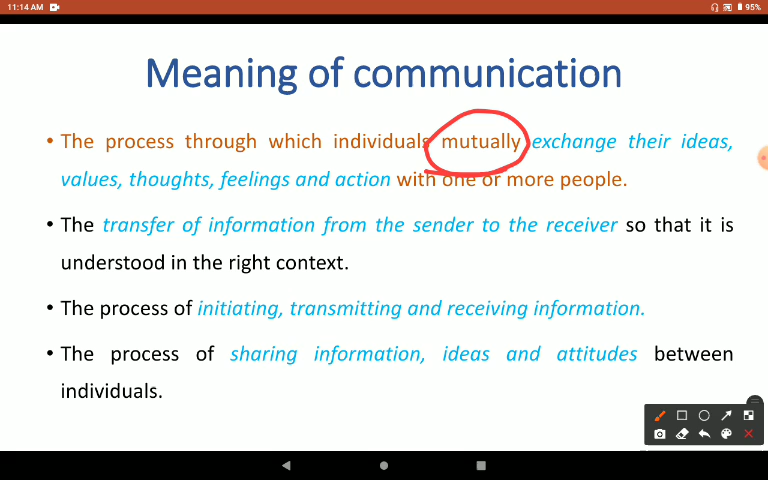 11:14 AM
95%
Meaning of communication
• The process through which individuals mutually exchange their ideas,
values, thoughts, feelings and action with one or more people.
• The transfer of information from the sender to the receiver so that it is
understood in the right context.
• The process of initiating, transmitting and receiving information.
• The process of sharing information, ideas and attitudes between
individuals.